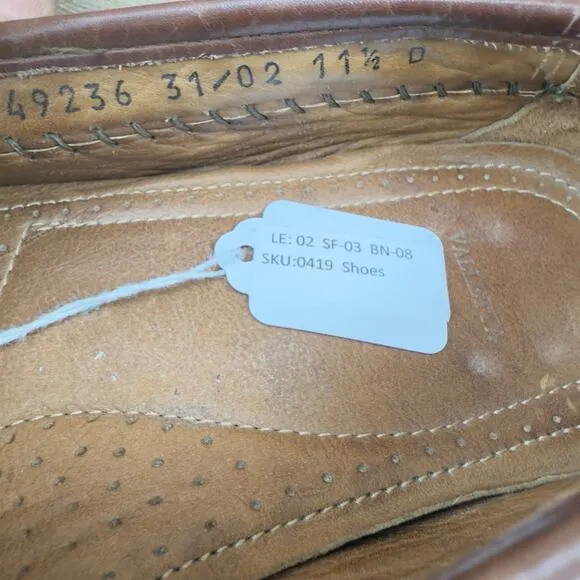 49236 31/02 11½ D
LE: 02 SF-03 BN-08
SKU:0419 Shoes